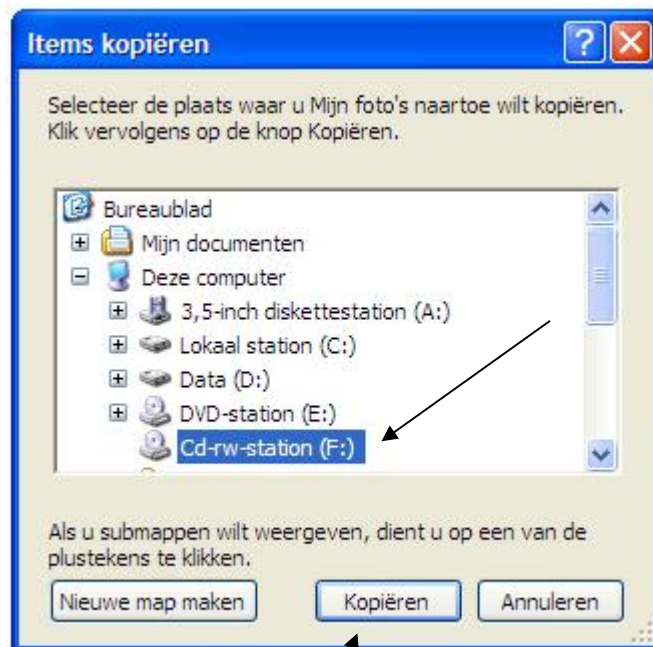 Items kopiëren
Selecteer de plaats waar u Mijn foto's naartoe wilt kopiëren.
Klik vervolgens op de knop Kopiëren.
Bureaublad
Mijn documenten
Deze computer
3,5-inch diskettestation (A:)
Lokaal station (C:)
Data (D:)
DVD-station (E:)
Cd-rw-station (F:)
Als u submappen wilt weergeven, dient u op een van de
plustekens te klikken.
Nieuwe map maken Kopiëren Annuleren